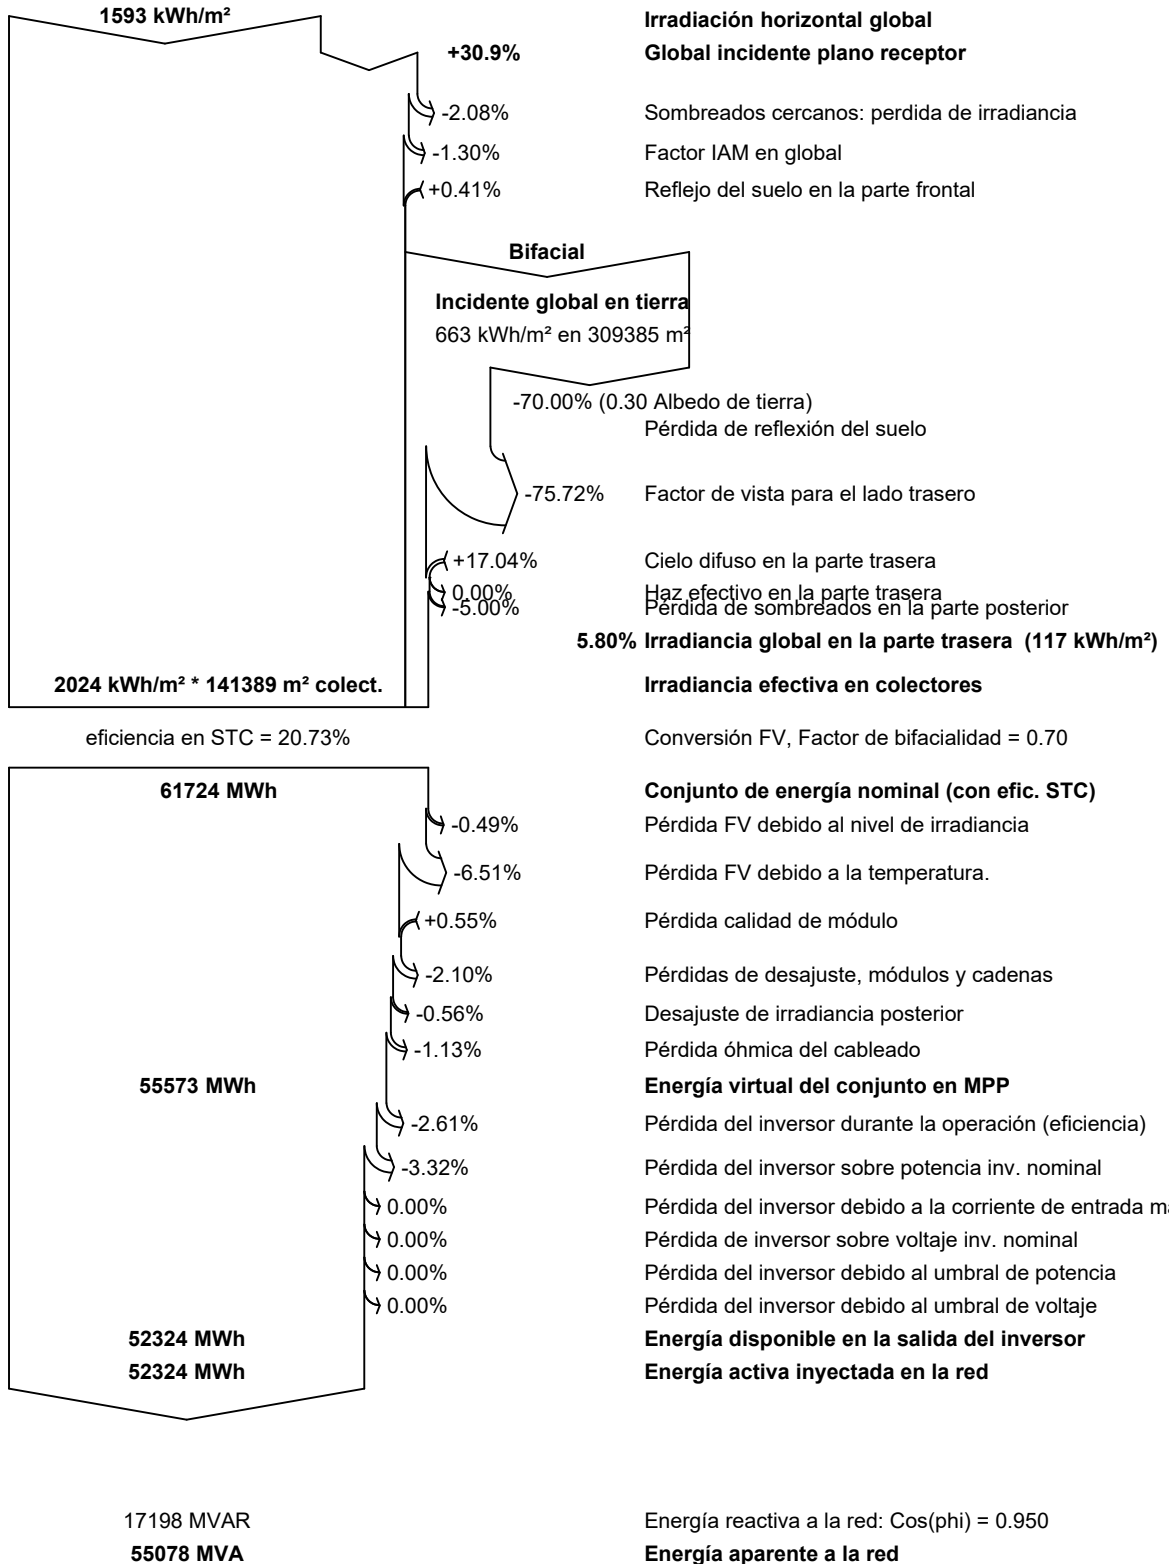 1593 kWh/m² Irradiación horizontal global
+30.9% Global incidente plano receptor
-2.08% Sombreados cercanos: perdida de irradiancia
-1.30% Factor IAM en global
+0.41% Reflejo del suelo en la parte frontal
Bifacial
Incidente global en tierra
663 kWh/m² en 309385 m²
-70.00% (0.30 Albedo de tierra)
Pérdida de reflexión del suelo
-75.72% Factor de vista para el lado trasero
+17.04% Cielo difuso en la parte trasera
0.00% Haz efectivo en la parte trasera
-5.00% Pérdida de sombreados en la parte posterior
5.80% Irradiancia global en la parte trasera (117 kWh/m²)
2024 kWh/m² * 141389 m² colect. Irradiancia efectiva en colectores
eficiencia en STC = 20.73% Conversión FV, Factor de bifacialidad = 0.70
61724 MWh Conjunto de energía nominal (con efic. STC)
-0.49% Pérdida FV debido al nivel de irradiancia
-6.51% Pérdida FV debido a la temperatura.
+0.55% Pérdida calidad de módulo
-2.10% Pérdidas de desajuste, módulos y cadenas
-0.56% Desajuste de irradiancia posterior
-1.13% Pérdida óhmica del cableado
55573 MWh Energía virtual del conjunto en MPP
-2.61% Pérdida del inversor durante la operación (eficiencia)
-3.32% Pérdida del inversor sobre potencia inv. nominal
0.00% Pérdida del inversor debido a la corriente de entrada má
0.00% Pérdida de inversor sobre voltaje inv. nominal
0.00% Pérdida del inversor debido al umbral de potencia
0.00% Pérdida del inversor debido al umbral de voltaje
52324 MWh Energía disponible en la salida del inversor
52324 MWh Energía activa inyectada en la red
17198 MVAR Energía reactiva a la red: Cos(phi) = 0.950
55078 MVA Energía aparente a la red